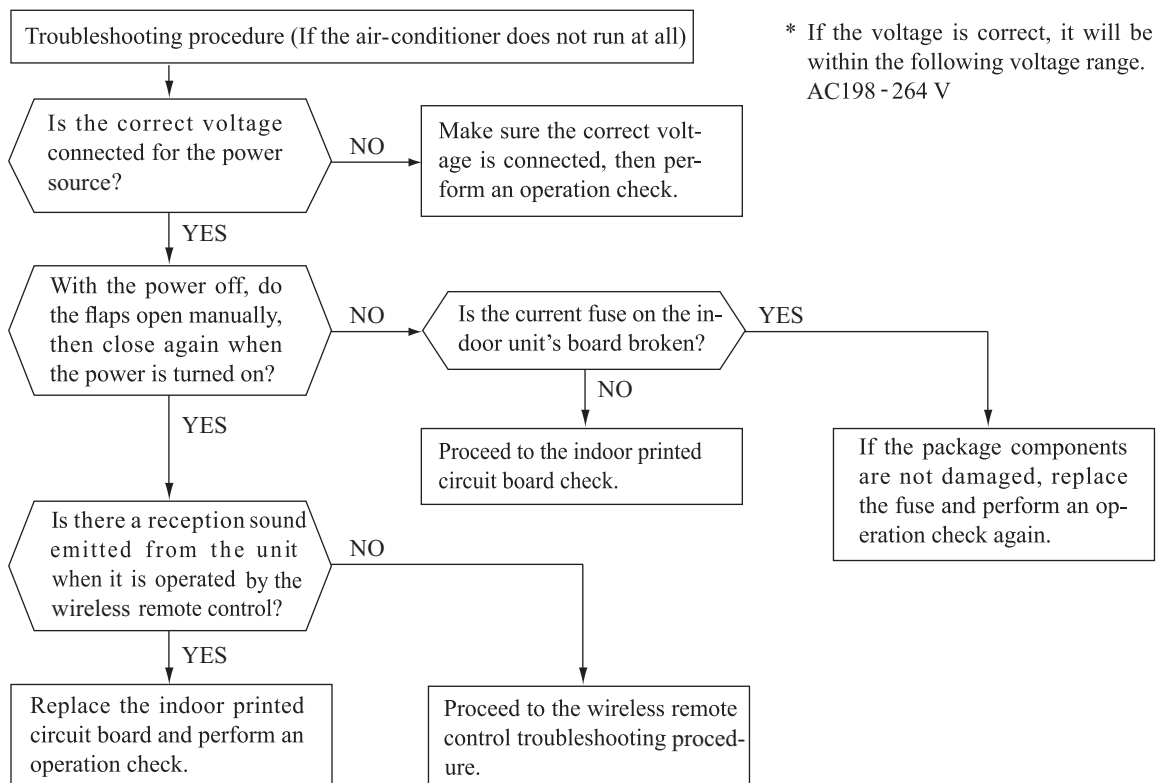 Troubleshooting procedure (If the air-conditioner does not run at all)
* If the voltage is correct, it will be
within the following voltage range.
AC198 - 264 V
Is the correct voltage
connected for the power
source?
NO
Make sure the correct volt-
age is connected, then per-
form an operation check.
YES
With the power off, do
the flaps open manually,
then close again when
the power is turned on?
NO
Is the current fuse on the in-
door unit's board broken?
YES
NO
YES
Proceed to the indoor printed
circuit board check.
If the package components
are not damaged, replace
the fuse and perform an op-
eration check again.
Is there a reception sound
emitted from the unit
when it is operated by the
wireless remote control?
NO
YES
Replace the indoor printed
circuit board and perform an
operation check.
Proceed to the wireless remote
control troubleshooting proced-
ure.